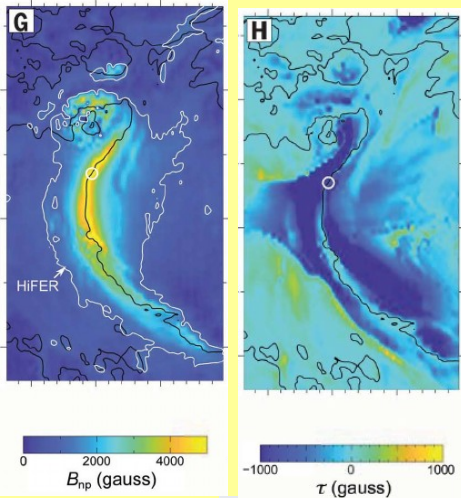 G
H
HiFER
0 2000 4000
B_np (gauss)
−1000 0 1000
τ (gauss)